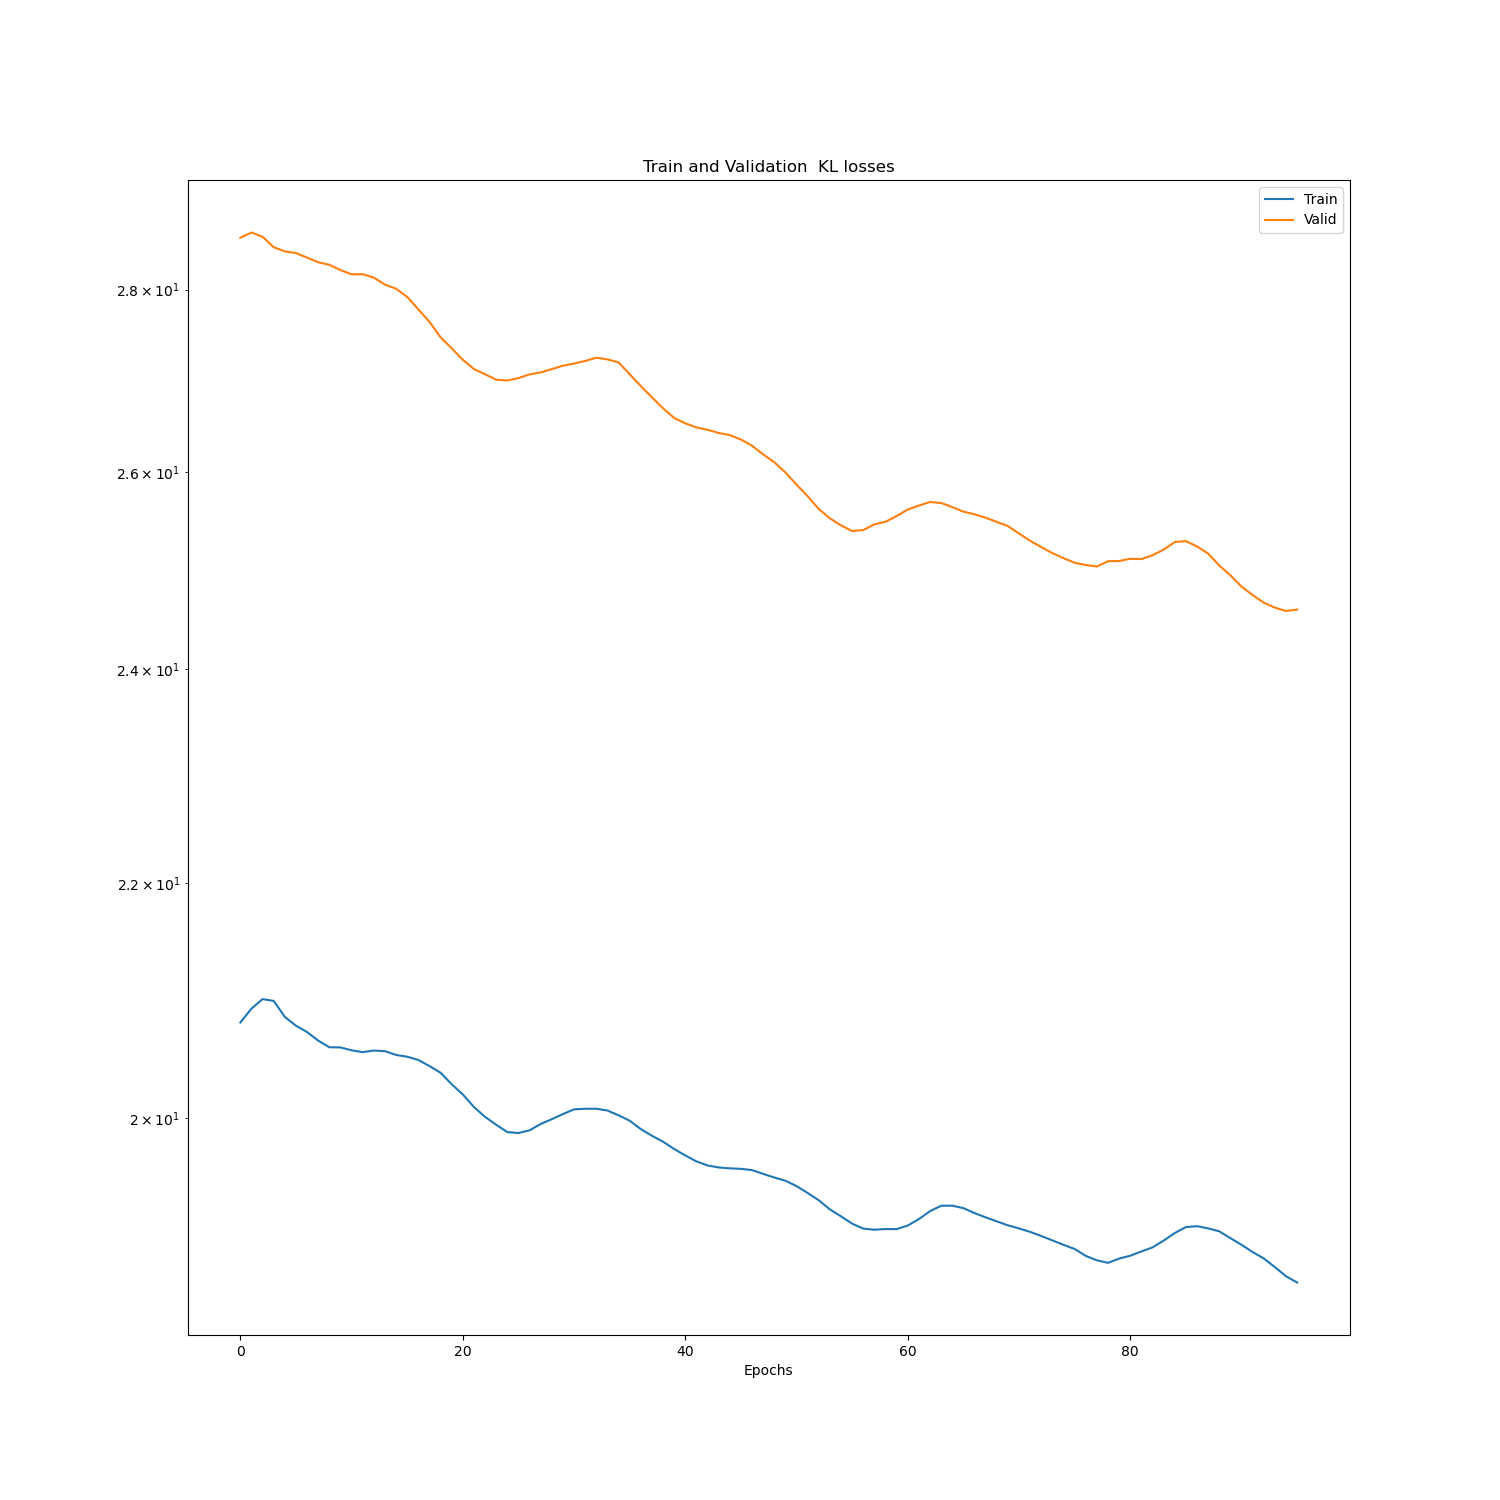 Train and Validation  KL losses
Train
Valid
2.8 × 10¹
2.6 × 10¹
2.4 × 10¹
2.2 × 10¹
2 × 10¹
0 20 40 60 80
Epochs